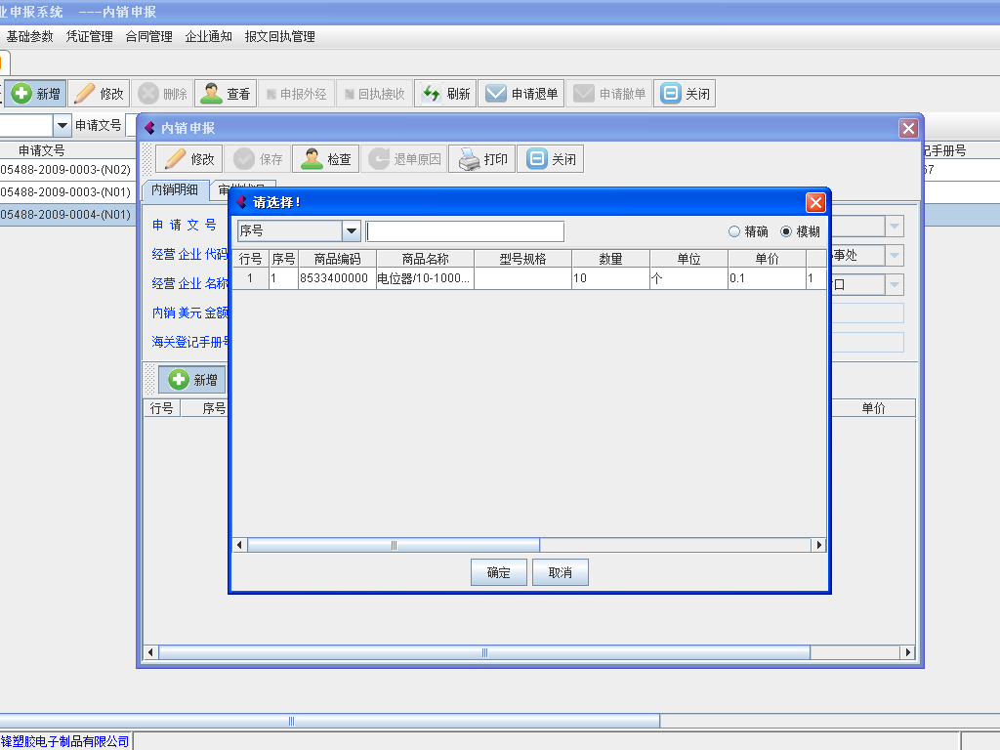 业申报系统 ---内销申报
基础参数 凭证管理 合同管理 企业通知 报文回执管理
新增 修改 删除 查看 申报外经 回执接收 刷新 申请退单 申请撤单 关闭
申请文号
内销申报
申请文号
记手册号
05488-2009-0003-(N02)
57
05488-2009-0003-(N01)
05488-2009-0004-(N01)
修改 保存 检查 退单原因 打印 关闭
内销明细
请选择!
申请文号
序号
精确 模糊
经营企业代码
事处
行号 序号 商品编码 商品名称 型号规格 数量 单位 单价
1 1 8533400000 电位器/10-1000... 10 个 0.1 1
经营企业名称
口
内销美元金额
海关登记手册号
新增
行号 序号 单价
确定 取消
锋塑胶电子制品有限公司